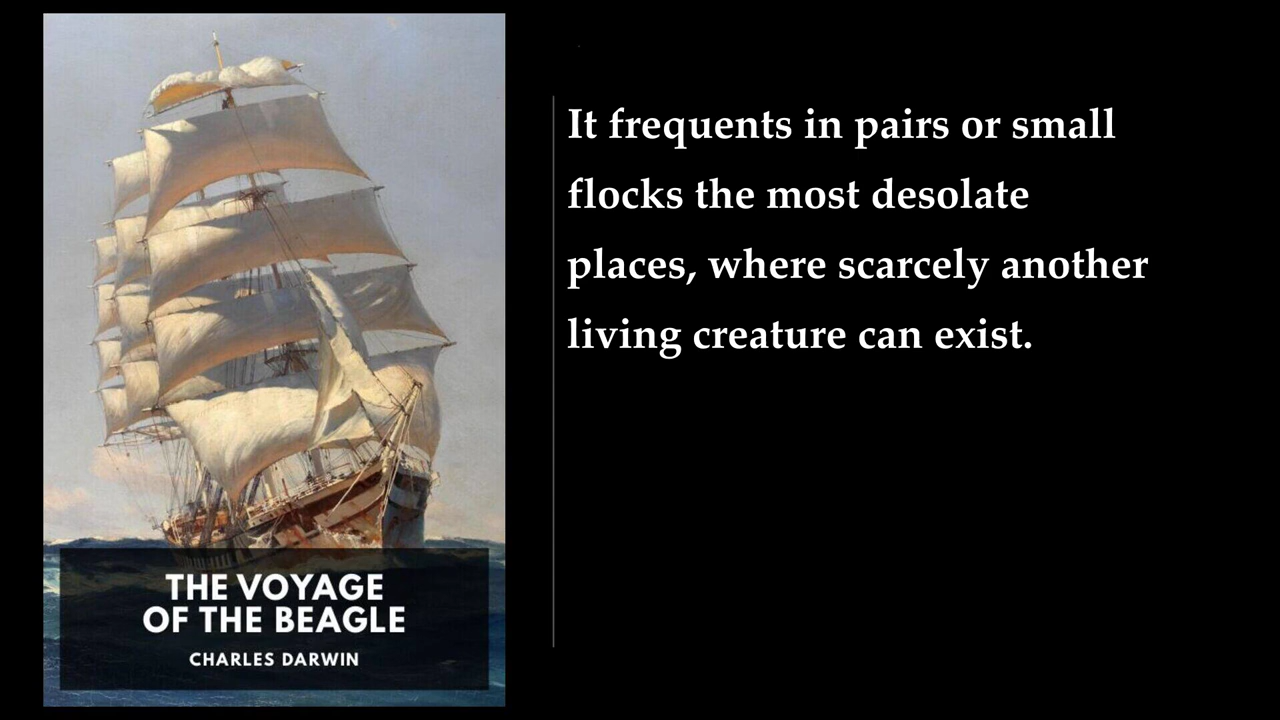 It frequents in pairs or small
flocks the most desolate
places, where scarcely another
living creature can exist.
THE VOYAGE
OF THE BEAGLE
CHARLES DARWIN